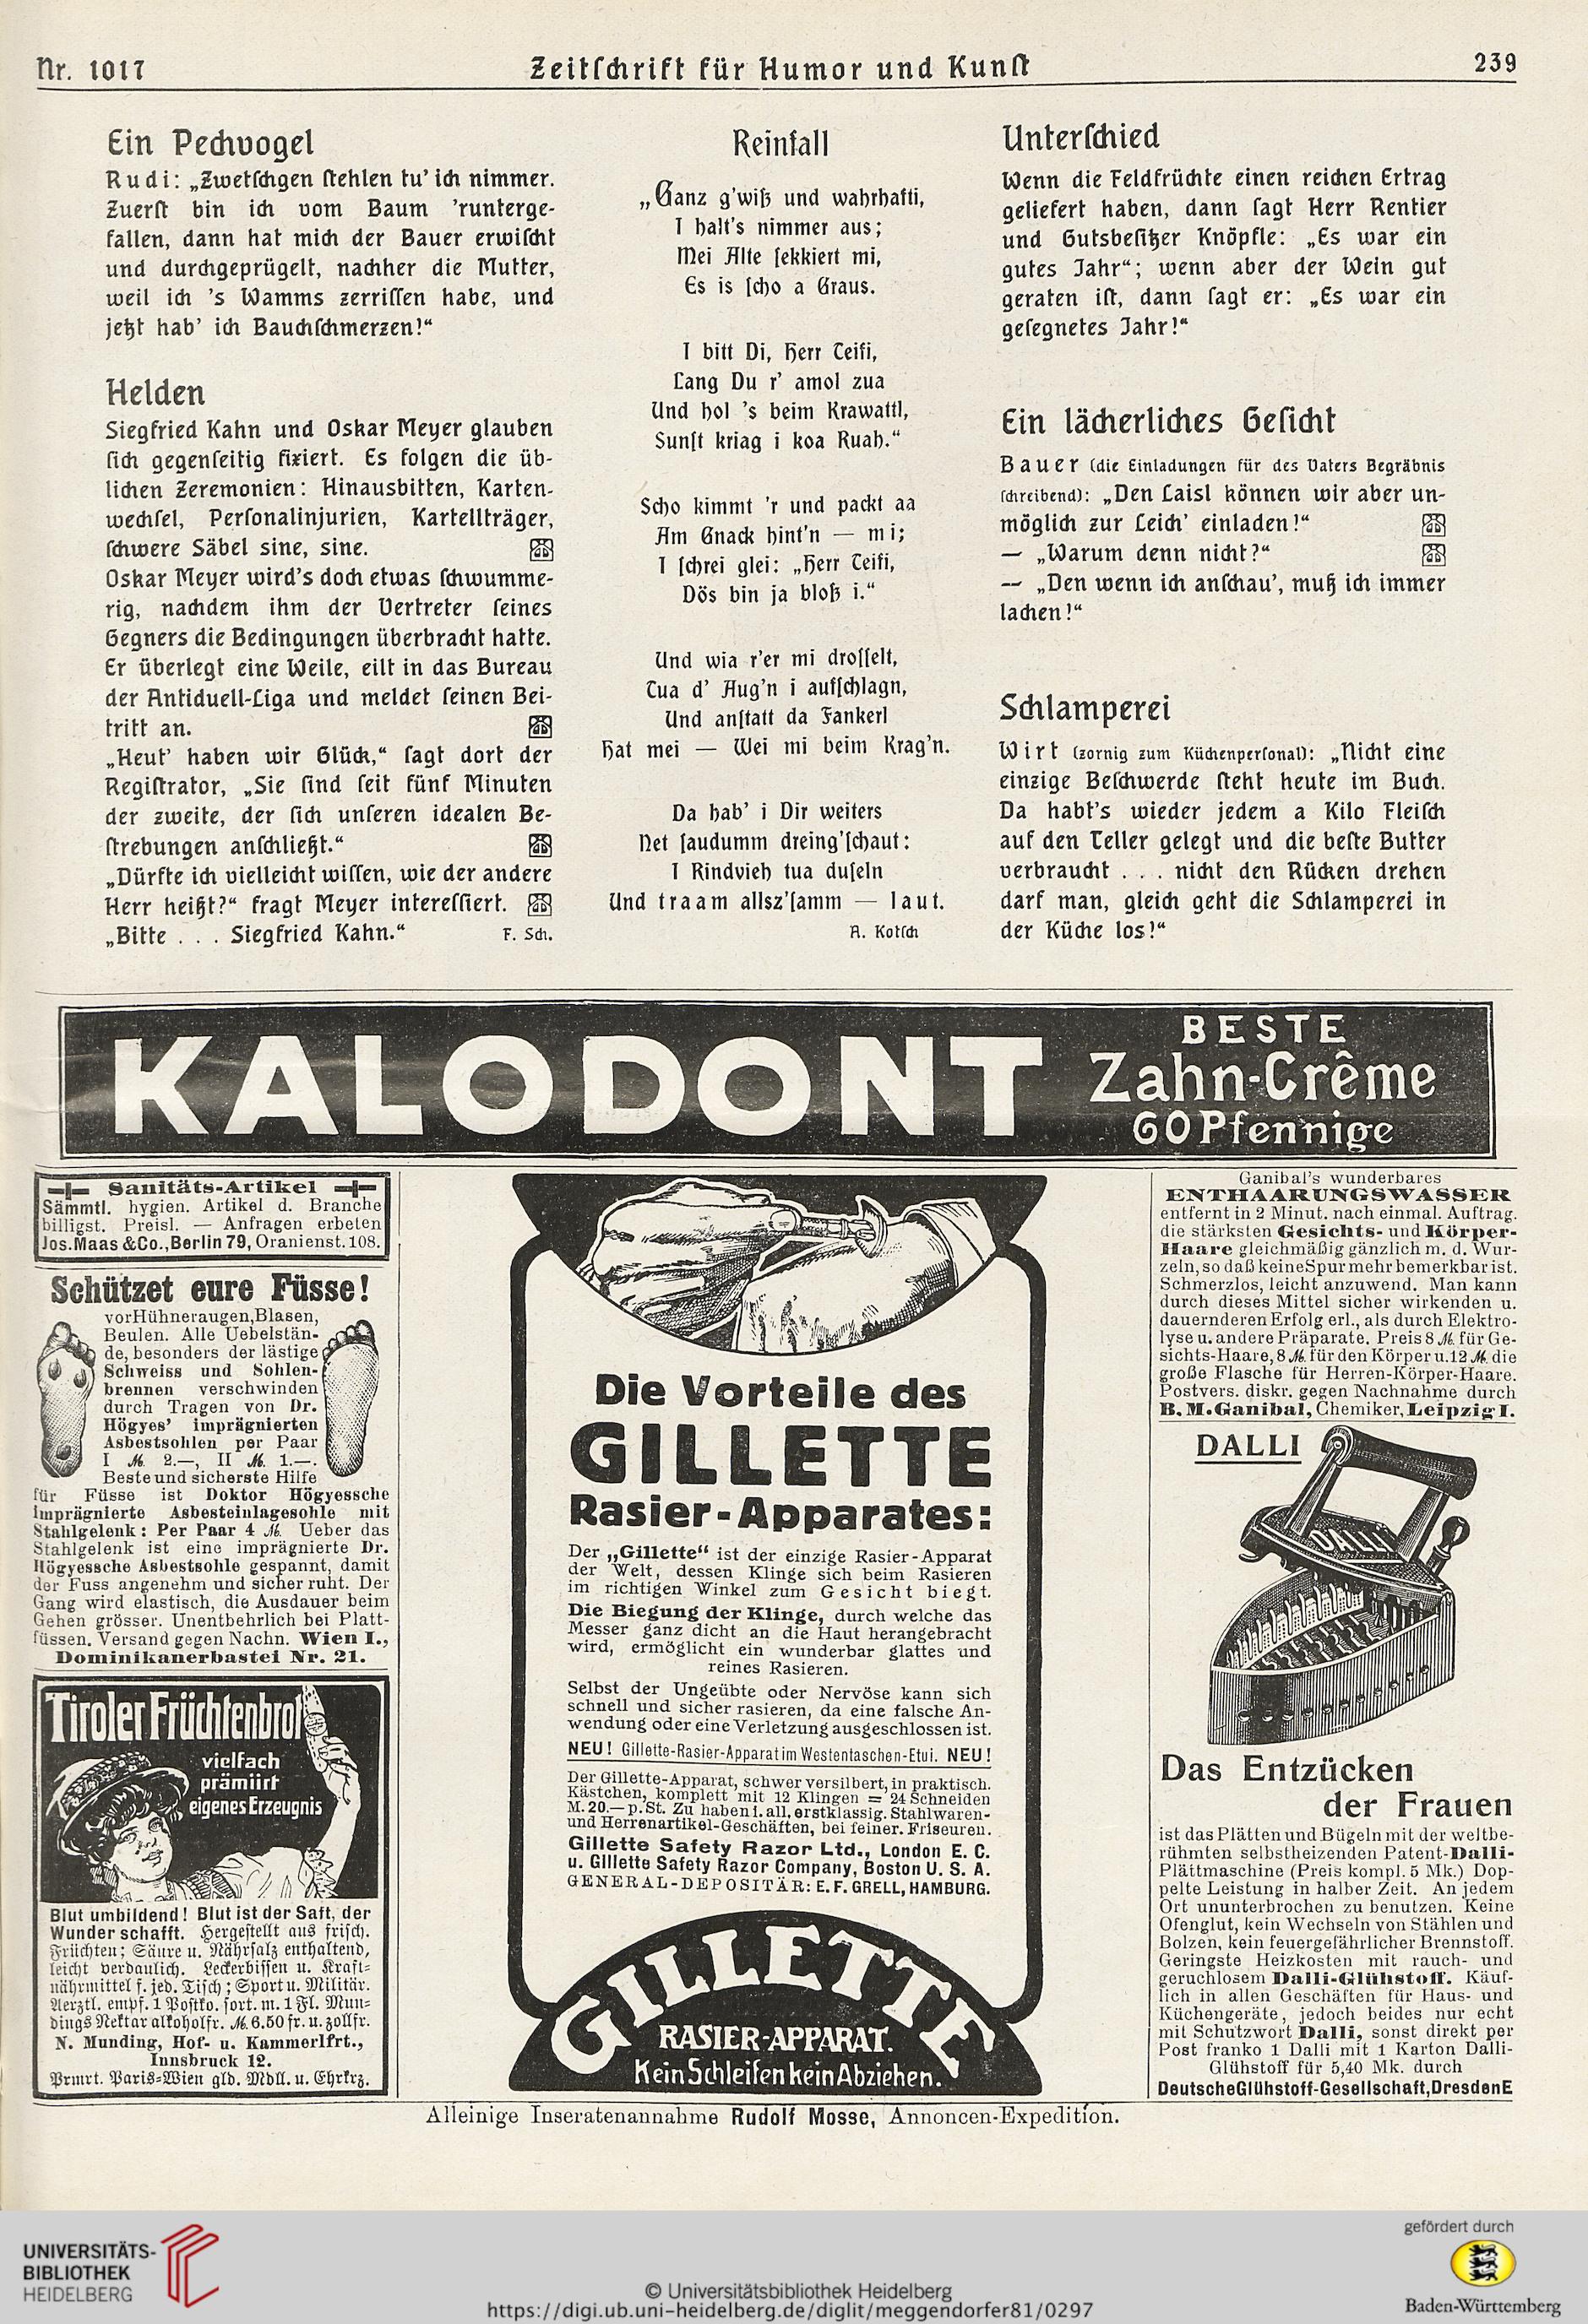 Nr. 1017
Zeitſchrift für Humor und Kunſt
239
Ein Pechvogel
Rudi: „Zwetſchgen ſtehlen tu' ich nimmer.
Zuerſt bin ich vom Baum 'runterge-
fallen, dann hat mich der Bauer erwiſcht
und durchgeprügelt, nachher die Mutter,
weil ich 's Wamms zerriſſen habe, und
jetzt hab' ich Bauchſchmerzen!“
Helden
Siegfried Kahn und Oskar Meyer glauben
ſich gegenſeitig fixiert. Es folgen die üb-
lichen Zeremonien: Hinausbitten, Karten-
wechſel, Perſonalinjurien, Kartellträger,
ſchwere Säbel sine, sine.
Oskar Meyer wird's doch etwas ſchwumme-
rig, nachdem ihm der Vertreter ſeines
Gegners die Bedingungen überbracht hatte.
Er überlegt eine Weile, eilt in das Bureau
der Antiduell-Liga und meldet ſeinen Bei-
tritt an.
„Heut' haben wir Glück,“ ſagt dort der
Regiſtrator, „Sie ſind ſeit fünf Minuten
der zweite, der ſich unſeren idealen Be-
ſtrebungen anſchließt.“
„Dürfte ich vielleicht wiſſen, wie der andere
Herr heißt?“ fragt Meyer intereſſiert.
„Bitte . . . Siegfried Kahn.“ F. Sch.
Reinfall
„Ganz g'wiß und wahrhafti,
I halt's nimmer aus;
Mei Alte ſekkiert mi,
Es is ſcho a Graus.
I bitt Di, Herr Teifi,
Lang Du r' amol zua
Und hol 's beim Krawattl,
Sunſt kriag i koa Ruah.“
Scho kimmt 'r und packt aa
Am Gnack hint'n — mi;
I ſchrei glei: „Herr Teifi,
Dös bin ja bloß i.“
Und wia r'er mi droſſelt,
Tua d' Aug'n i aufſchlagn,
Und anſtatt da Fankerl
Hat mei — Wei mi beim Krag'n.
Da hab' i Dir weiters
Net ſaudumm dreing'ſchaut:
I Rindvieh tua duſeln
Und traam allsz'ſamm — laut.
A. Kotſch
Unterſchied
Wenn die Feldfrüchte einen reichen Ertrag
geliefert haben, dann ſagt Herr Rentier
und Gutsbeſitzer Knöpfle: „Es war ein
gutes Jahr“; wenn aber der Wein gut
geraten iſt, dann ſagt er: „Es war ein
geſegnetes Jahr!“
Ein lächerliches Geſicht
Bauer (die Einladungen für des Vaters Begräbnis
ſchreibend): „Den Laisl können wir aber un-
möglich zur Leich' einladen!“
— „Warum denn nicht?“
— „Den wenn ich anſchau', muß ich immer
lachen!“
Schlamperei
Wirt (zornig zum Küchenperſonal): „Nicht eine
einzige Beſchwerde ſteht heute im Buch.
Da habt's wieder jedem a Kilo Fleiſch
auf den Teller gelegt und die beſte Butter
verbraucht . . . nicht den Rücken drehen
darf man, gleich geht die Schlamperei in
der Küche los!“
KALODONT
BESTE
Zahn-Crême
60 Pfennige
Sanitäts-Artikel
Sämmtl. hygien. Artikel d. Branche
billigst. Preisl. — Anfragen erbeten
Jos. Maas & Co., Berlin 79, Oranienst. 108.
Schützet eure Füsse!
vor Hühneraugen, Blasen,
Beulen. Alle Uebelstän-
de, besonders der lästige
Schweiss und Sohlen-
brennen verschwinden
durch Tragen von Dr.
Högyes' imprägnierten
Asbestsohlen per Paar
I ℳ 2.—, II ℳ 1.—.
Beste und sicherste Hilfe
für Füsse ist Doktor Högyessche
imprägnierte Asbesteinlagesohle mit
Stahlgelenk: Per Paar 4 ℳ. Ueber das
Stahlgelenk ist eine imprägnierte Dr.
Högyessche Asbestsohle gespannt, damit
der Fuss angenehm und sicher ruht. Der
Gang wird elastisch, die Ausdauer beim
Gehen grösser. Unentbehrlich bei Platt-
füssen. Versand gegen Nachn. Wien I.,
Dominikanerbastei Nr. 21.
Tiroler Früchtenbrot
vielfach
prämiirt
eigenes Erzeugnis
Blut umbildend! Blut ist der Saft, der
Wunder schafft. Hergeſtellt aus friſch.
Früchten; Säure u. Nährſalz enthaltend,
leicht verdaulich. Leckerbiſſen u. Kraft-
nährmittel f. jed. Tiſch; Sport u. Militär.
Aerztl. empf. 1 Poſtko. ſort. m. 1 Fl. Mun-
dings Nektar alkoholfr. ℳ 6.50 fr. u. zollfr.
N. Munding, Hof- u. Kammerlfrt.,
Innsbruck 12.
Prmrt. Paris-Wien gld. Mdll. u. Ehrkrz.
Die Vorteile des
GILLETTE
Rasier-Apparates:
Der „Gillette“ ist der einzige Rasier-Apparat
der Welt, dessen Klinge sich beim Rasieren
im richtigen Winkel zum Gesicht biegt.
Die Biegung der Klinge, durch welche das
Messer ganz dicht an die Haut herangebracht
wird, ermöglicht ein wunderbar glattes und
reines Rasieren.
Selbst der Ungeübte oder Nervöse kann sich
schnell und sicher rasieren, da eine falsche An-
wendung oder eine Verletzung ausgeschlossen ist.
NEU! Gillette-Rasier-Apparat im Westentaschen-Etui. NEU!
Der Gillette-Apparat, schwer versilbert, in praktisch.
Kästchen, komplett mit 12 Klingen = 24 Schneiden
M. 20.— p. St. Zu haben i. all. erstklassig. Stahlwaren-
und Herrenartikel-Geschäften, bei feiner. Friseuren.
Gillette Safety Razor Ltd., London E. C.
u. Gillette Safety Razor Company, Boston U. S. A.
GENERAL-DEPOSITÄR: E. F. GRELL, HAMBURG.
GILLETTE
RASIER-APPARAT.
Kein Schleifen kein Abziehen.
Ganibal's wunderbares
ENTHAARUNGSWASSER
entfernt in 2 Minut. nach einmal. Auftrag.
die stärksten Gesichts- und Körper-
Haare gleichmäßig gänzlich m. d. Wur-
zeln, so daß keine Spur mehr bemerkbar ist.
Schmerzlos, leicht anzuwend. Man kann
durch dieses Mittel sicher wirkenden u.
dauernderen Erfolg erl., als durch Elektro-
lyse u. andere Präparate. Preis 8 ℳ für Ge-
sichts-Haare, 8 ℳ für den Körper u. 12 ℳ die
große Flasche für Herren-Körper-Haare.
Postvers. diskr. gegen Nachnahme durch
B. M. Ganibal, Chemiker, Leipzig I.
DALLI
DALLI
Das Entzücken
der Frauen
ist das Plätten und Bügeln mit der weltbe-
rühmten selbstheizenden Patent-Dalli-
Plättmaschine (Preis kompl. 5 Mk.) Dop-
pelte Leistung in halber Zeit. An jedem
Ort ununterbrochen zu benutzen. Keine
Ofenglut, kein Wechseln von Stählen und
Bolzen, kein feuergefährlicher Brennstoff.
Geringste Heizkosten mit rauch- und
geruchlosem Dalli-Glühstoff. Käuf-
lich in allen Geschäften für Haus- und
Küchengeräte, jedoch beides nur echt
mit Schutzwort Dalli, sonst direkt per
Post franko 1 Dalli mit 1 Karton Dalli-
Glühstoff für 5,40 Mk. durch
Deutsche Glühstoff-Gesellschaft, Dresden E
Alleinige Inseratenannahme Rudolf Mosse, Annoncen-Expedition.
UNIVERSITÄTS-
BIBLIOTHEK
HEIDELBERG
© Universitätsbibliothek Heidelberg
https://digi.ub.uni-heidelberg.de/diglit/meggendorfer81/0297
gefördert durch
Baden-Württemberg